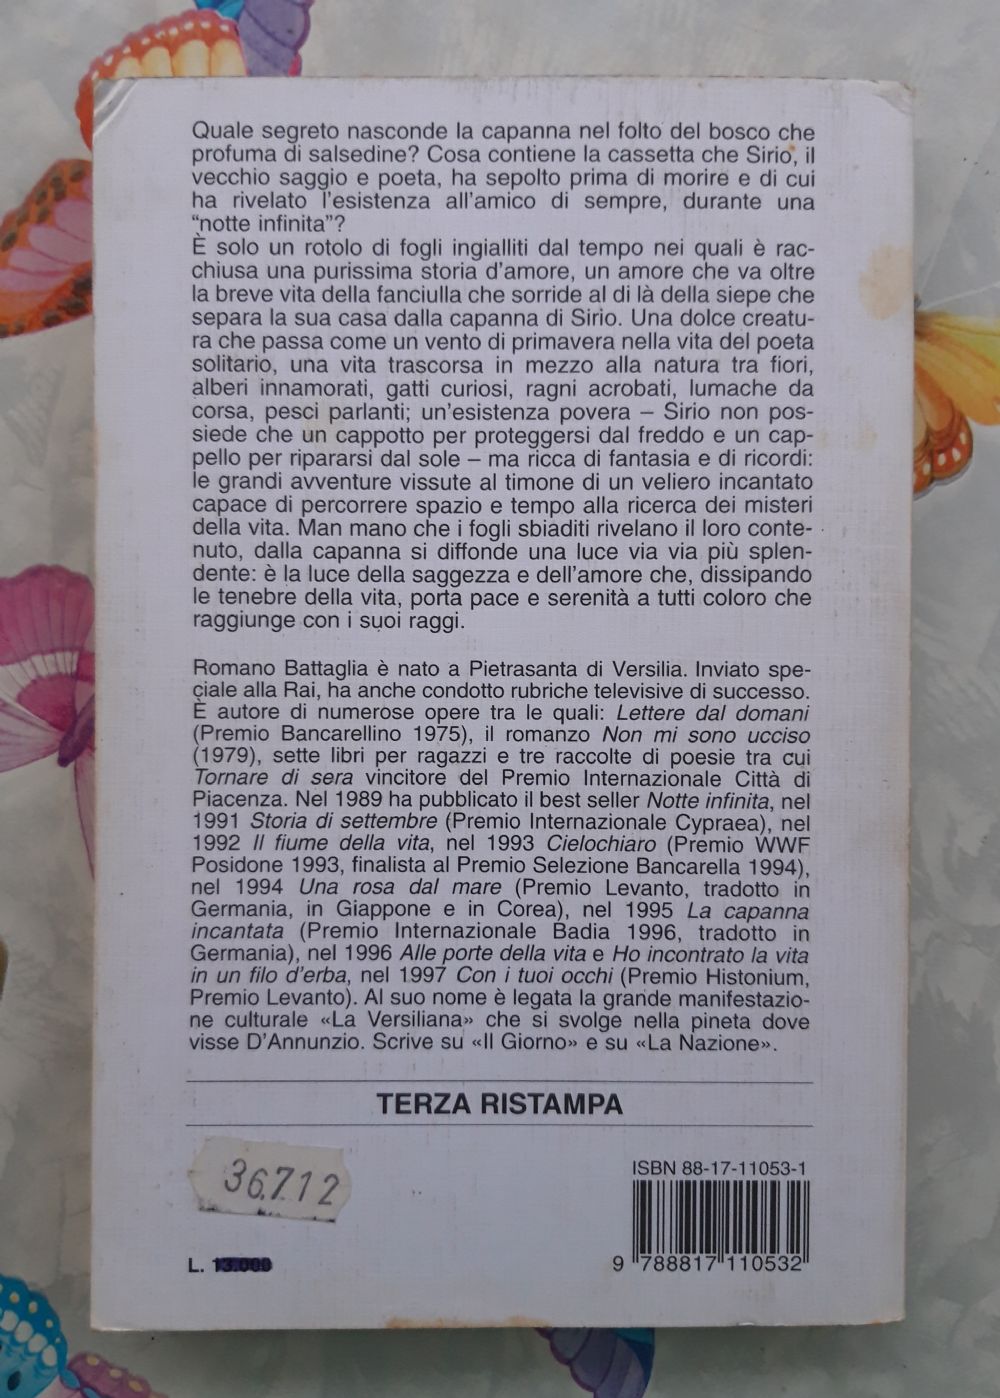 Quale segreto nasconde la capanna nel folto del bosco che
profuma di salsedine? Cosa contiene la cassetta che Sirio, il
vecchio saggio e poeta, ha sepolto prima di morire e di cui
ha rivelato l'esistenza all'amico di sempre, durante una
“notte infinita”?
È solo un rotolo di fogli ingialliti dal tempo nei quali è rac-
chiusa una purissima storia d'amore, un amore che va oltre
la breve vita della fanciulla che sorride al di là della siepe che
separa la sua casa dalla capanna di Sirio. Una dolce creatu-
ra che passa come un vento di primavera nella vita del poeta
solitario, una vita trascorsa in mezzo alla natura tra fiori,
alberi innamorati, gatti curiosi, ragni acrobati, lumache da
corsa, pesci parlanti; un'esistenza povera – Sirio non pos-
siede che un cappotto per proteggersi dal freddo e un cap-
pello per ripararsi dal sole – ma ricca di fantasia e di ricordi:
le grandi avventure vissute al timone di un veliero incantato
capace di percorrere spazio e tempo alla ricerca dei misteri
della vita. Man mano che i fogli sbiaditi rivelano il loro conte-
nuto, dalla capanna si diffonde una luce via via più splen-
dente: è la luce della saggezza e dell'amore che, dissipando
le tenebre della vita, porta pace e serenità a tutti coloro che
raggiunge con i suoi raggi.
Romano Battaglia è nato a Pietrasanta di Versilia. Inviato spe-
ciale alla Rai, ha anche condotto rubriche televisive di successo.
È autore di numerose opere tra le quali: Lettere dal domani
(Premio Bancarellino 1975), il romanzo Non mi sono ucciso
(1979), sette libri per ragazzi e tre raccolte di poesie tra cui
Tornare di sera vincitore del Premio Internazionale Città di
Piacenza. Nel 1989 ha pubblicato il best seller Notte infinita, nel
1991 Storia di settembre (Premio Internazionale Cypraea), nel
1992 Il fiume della vita, nel 1993 Cielochiaro (Premio WWF
Posidone 1993, finalista al Premio Selezione Bancarella 1994),
nel 1994 Una rosa dal mare (Premio Levanto, tradotto in
Germania, in Giappone e in Corea), nel 1995 La capanna
incantata (Premio Internazionale Badia 1996, tradotto in
Germania), nel 1996 Alle porte della vita e Ho incontrato la vita
in un filo d'erba, nel 1997 Con i tuoi occhi (Premio Histonium,
Premio Levanto). Al suo nome è legata la grande manifestazio-
ne culturale «La Versiliana» che si svolge nella pineta dove
visse D'Annunzio. Scrive su «Il Giorno» e su «La Nazione».
TERZA RISTAMPA
36.712
ISBN 88-17-11053-1
L. 13.000
9 788817 110532